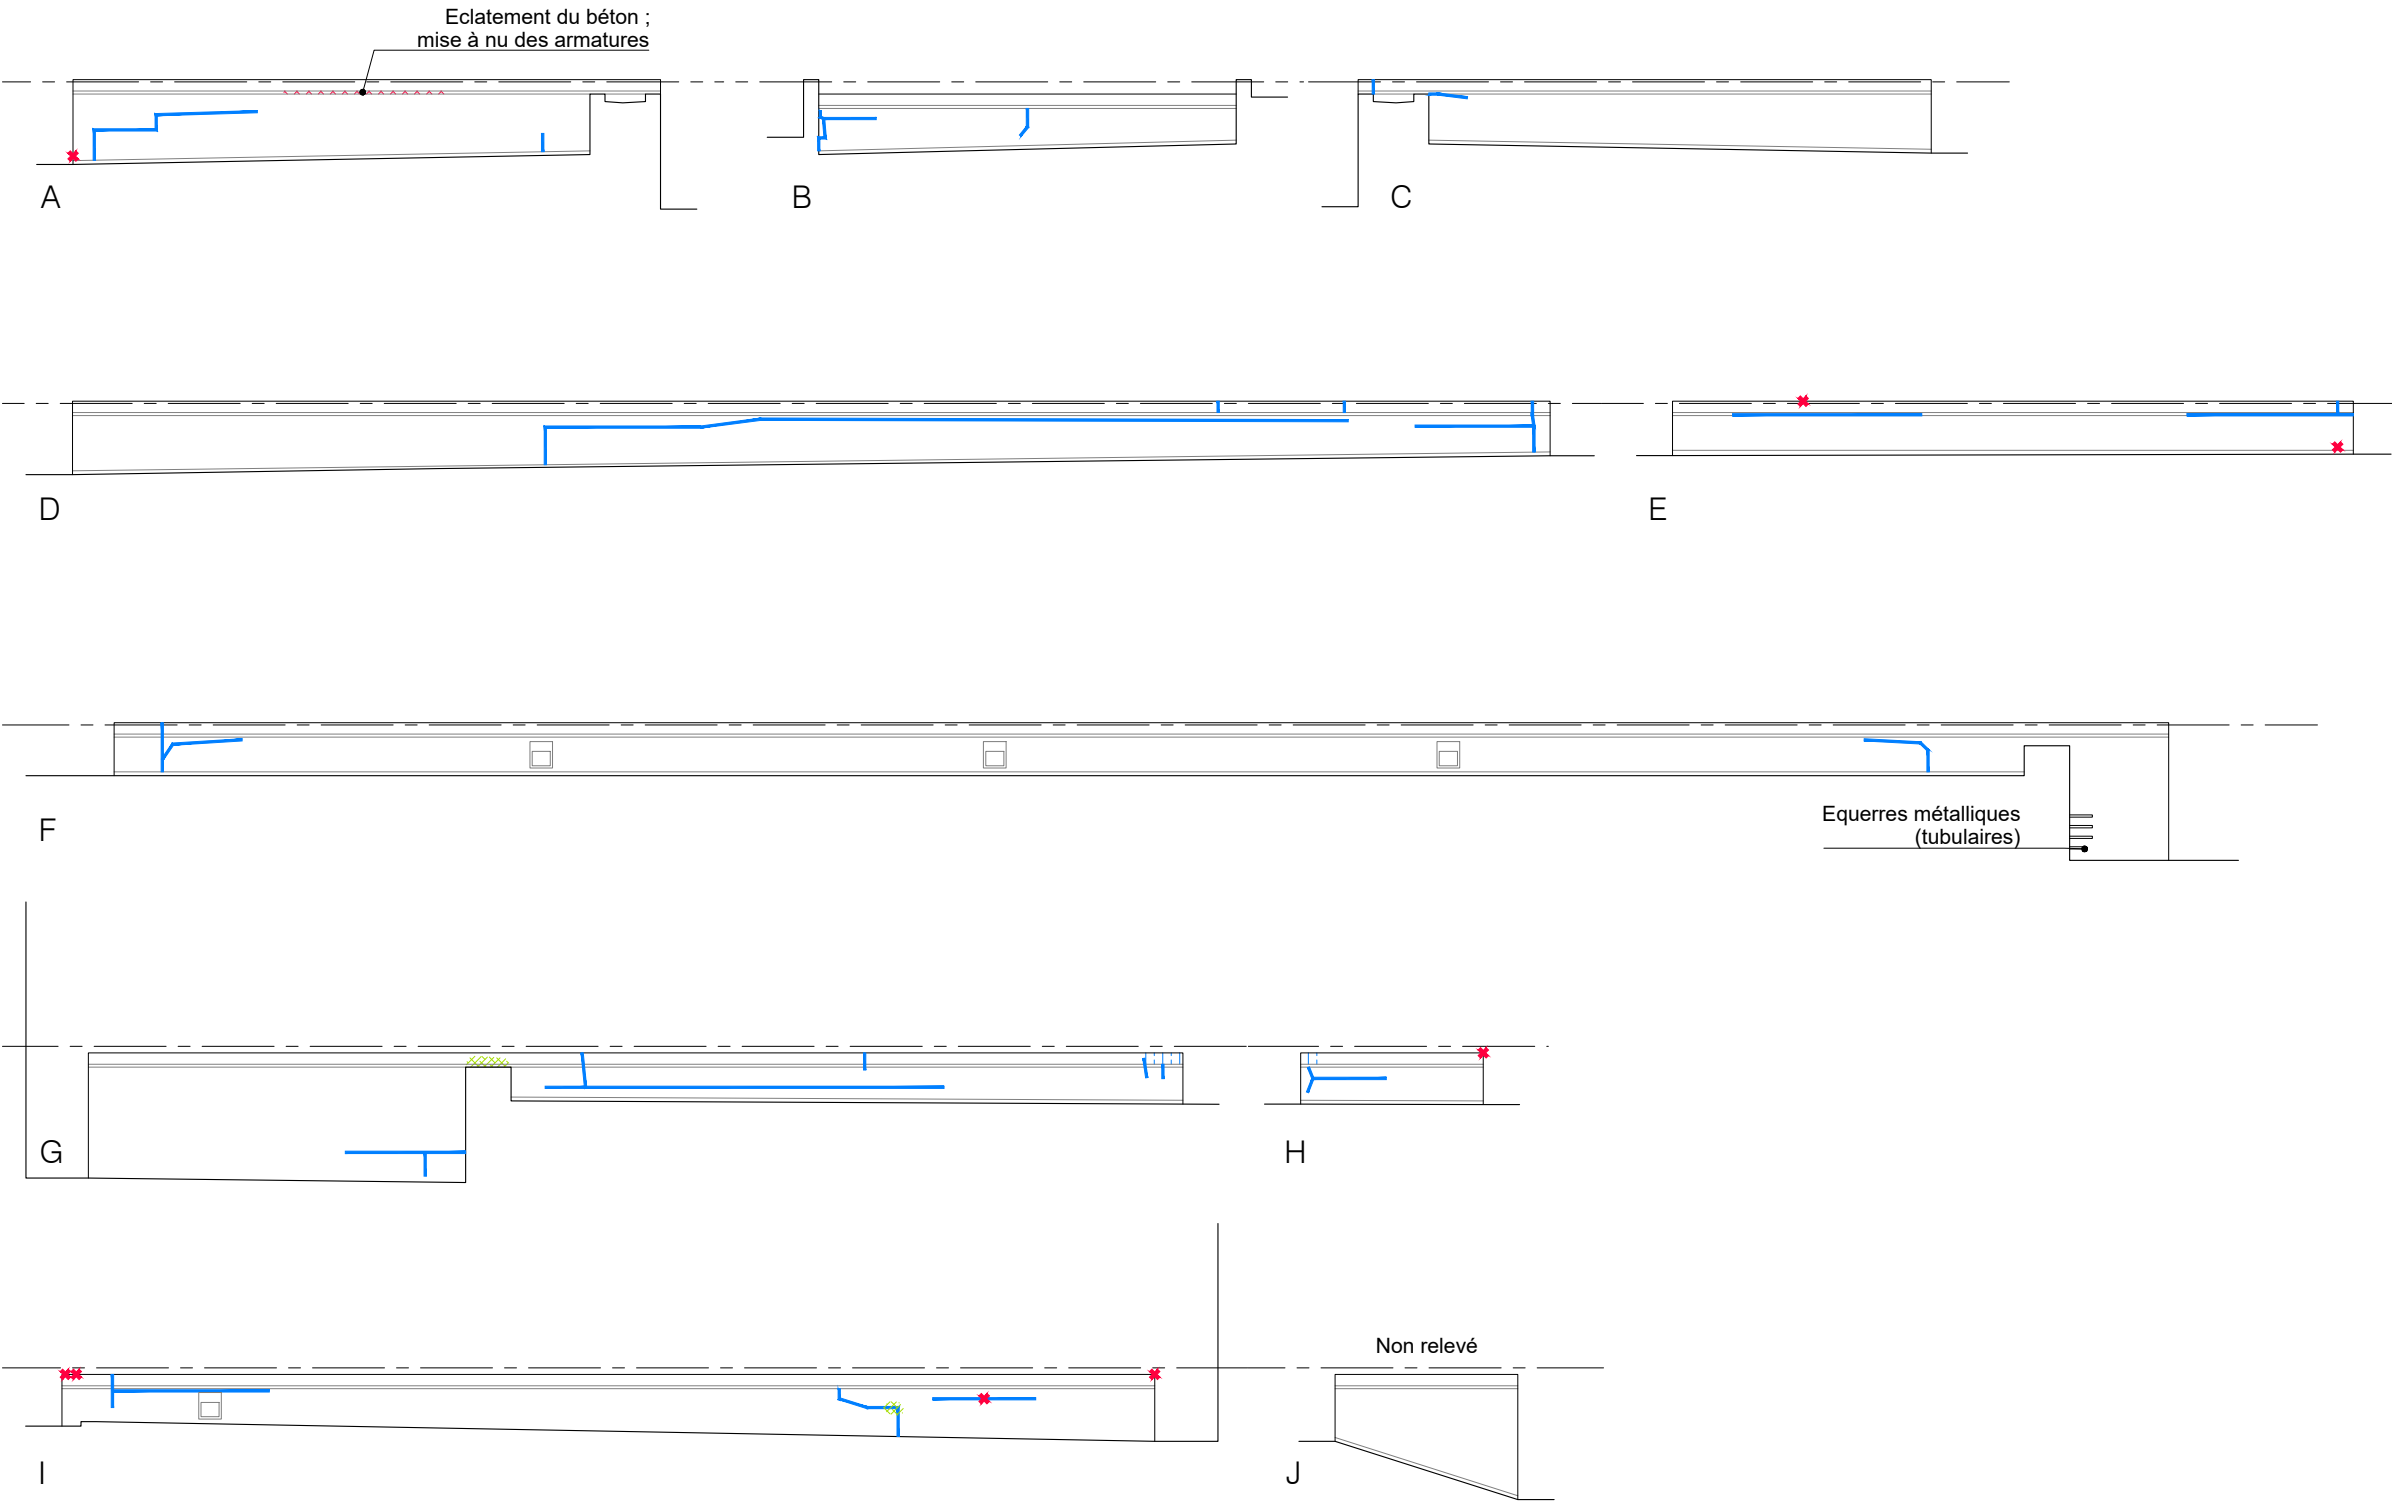 Eclatement du béton ;
mise à nu des armatures
A
B
C
D
E
F
Equerres métalliques
(tubulaires)
G
H
Non relevé
I
J